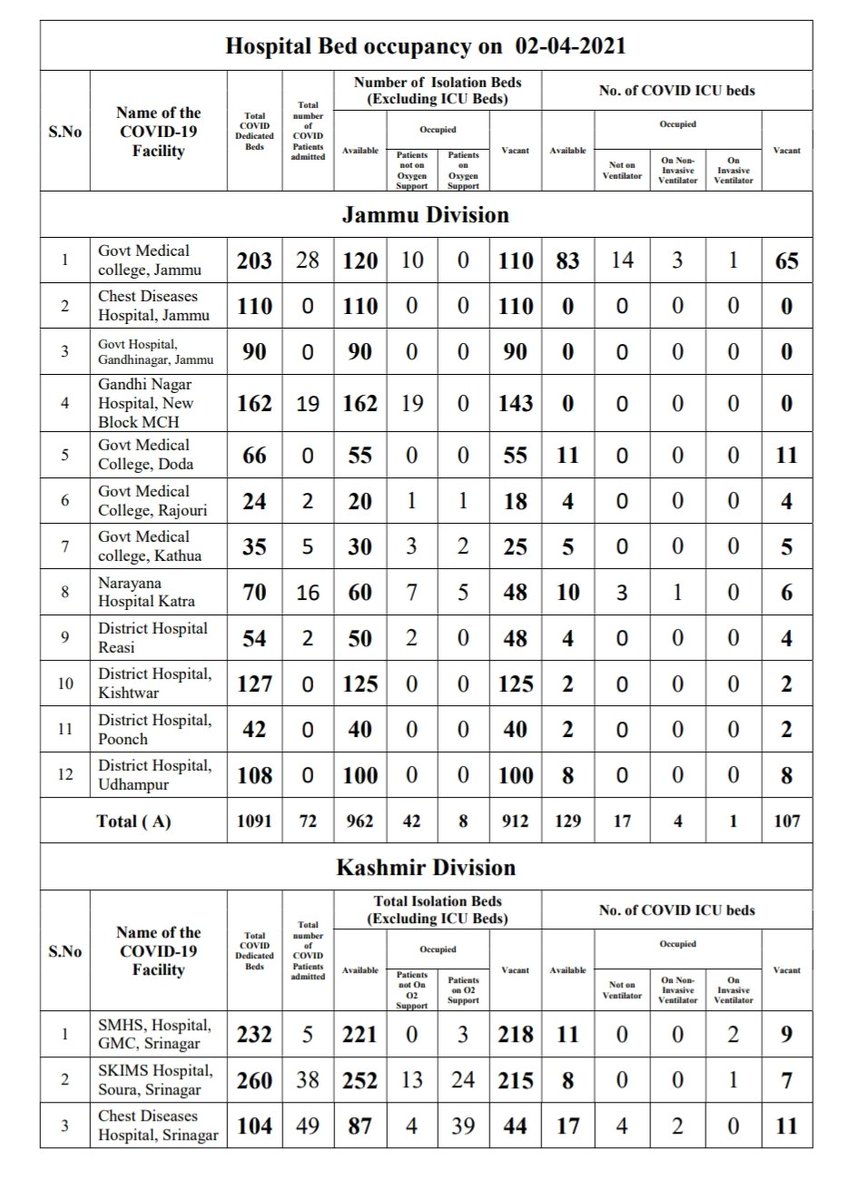 Hospital Bed occupancy on 02-04-2021
S.No
Name of the
COVID-19
Facility
Total
COVID
Dedicated
Beds
Total
number
of
COVID
Patients
admitted
Number of Isolation Beds
(Excluding ICU Beds)
No. of COVID ICU beds
Available
Occupied
Vacant
Available
Occupied
Vacant
Patients
not on
Oxygen
Support
Patients
on
Oxygen
Support
Not on
Ventilator
On Non-
Invasive
Ventilator
On
Invasive
Ventilator
Jammu Division
1 Govt Medical
college, Jammu 203 28 120 10 0 110 83 14 3 1 65
2 Chest Diseases
Hospital, Jammu 110 0 110 0 0 110 0 0 0 0 0
3 Govt Hospital,
Gandhinagar, Jammu 90 0 90 0 0 90 0 0 0 0 0
4 Gandhi Nagar
Hospital, New
Block MCH 162 19 162 19 0 143 0 0 0 0 0
5 Govt Medical
College, Doda 66 0 55 0 0 55 11 0 0 0 11
6 Govt Medical
College, Rajouri 24 2 20 1 1 18 4 0 0 0 4
7 Govt Medical
college, Kathua 35 5 30 3 2 25 5 0 0 0 5
8 Narayana
Hospital Katra 70 16 60 7 5 48 10 3 1 0 6
9 District Hospital
Reasi 54 2 50 2 0 48 4 0 0 0 4
10 District Hospital,
Kishtwar 127 0 125 0 0 125 2 0 0 0 2
11 District Hospital,
Poonch 42 0 40 0 0 40 2 0 0 0 2
12 District Hospital,
Udhampur 108 0 100 0 0 100 8 0 0 0 8
Total ( A) 1091 72 962 42 8 912 129 17 4 1 107
Kashmir Division
S.No
Name of the
COVID-19
Facility
Total
COVID
Dedicated
Beds
Total
number
of
COVID
Patients
admitted
Total Isolation Beds
(Excluding ICU Beds)
No. of COVID ICU beds
Available
Occupied
Vacant
Available
Occupied
Vacant
Patients
not On
O2
Support
Patients
on O2
Support
Not on
Ventilator
On Non-
Invasive
Ventilator
On
Invasive
Ventilator
1 SMHS, Hospital,
GMC, Srinagar 232 5 221 0 3 218 11 0 0 2 9
2 SKIMS Hospital,
Soura, Srinagar 260 38 252 13 24 215 8 0 0 1 7
3 Chest Diseases
Hospital, Srinagar 104 49 87 4 39 44 17 4 2 0 11